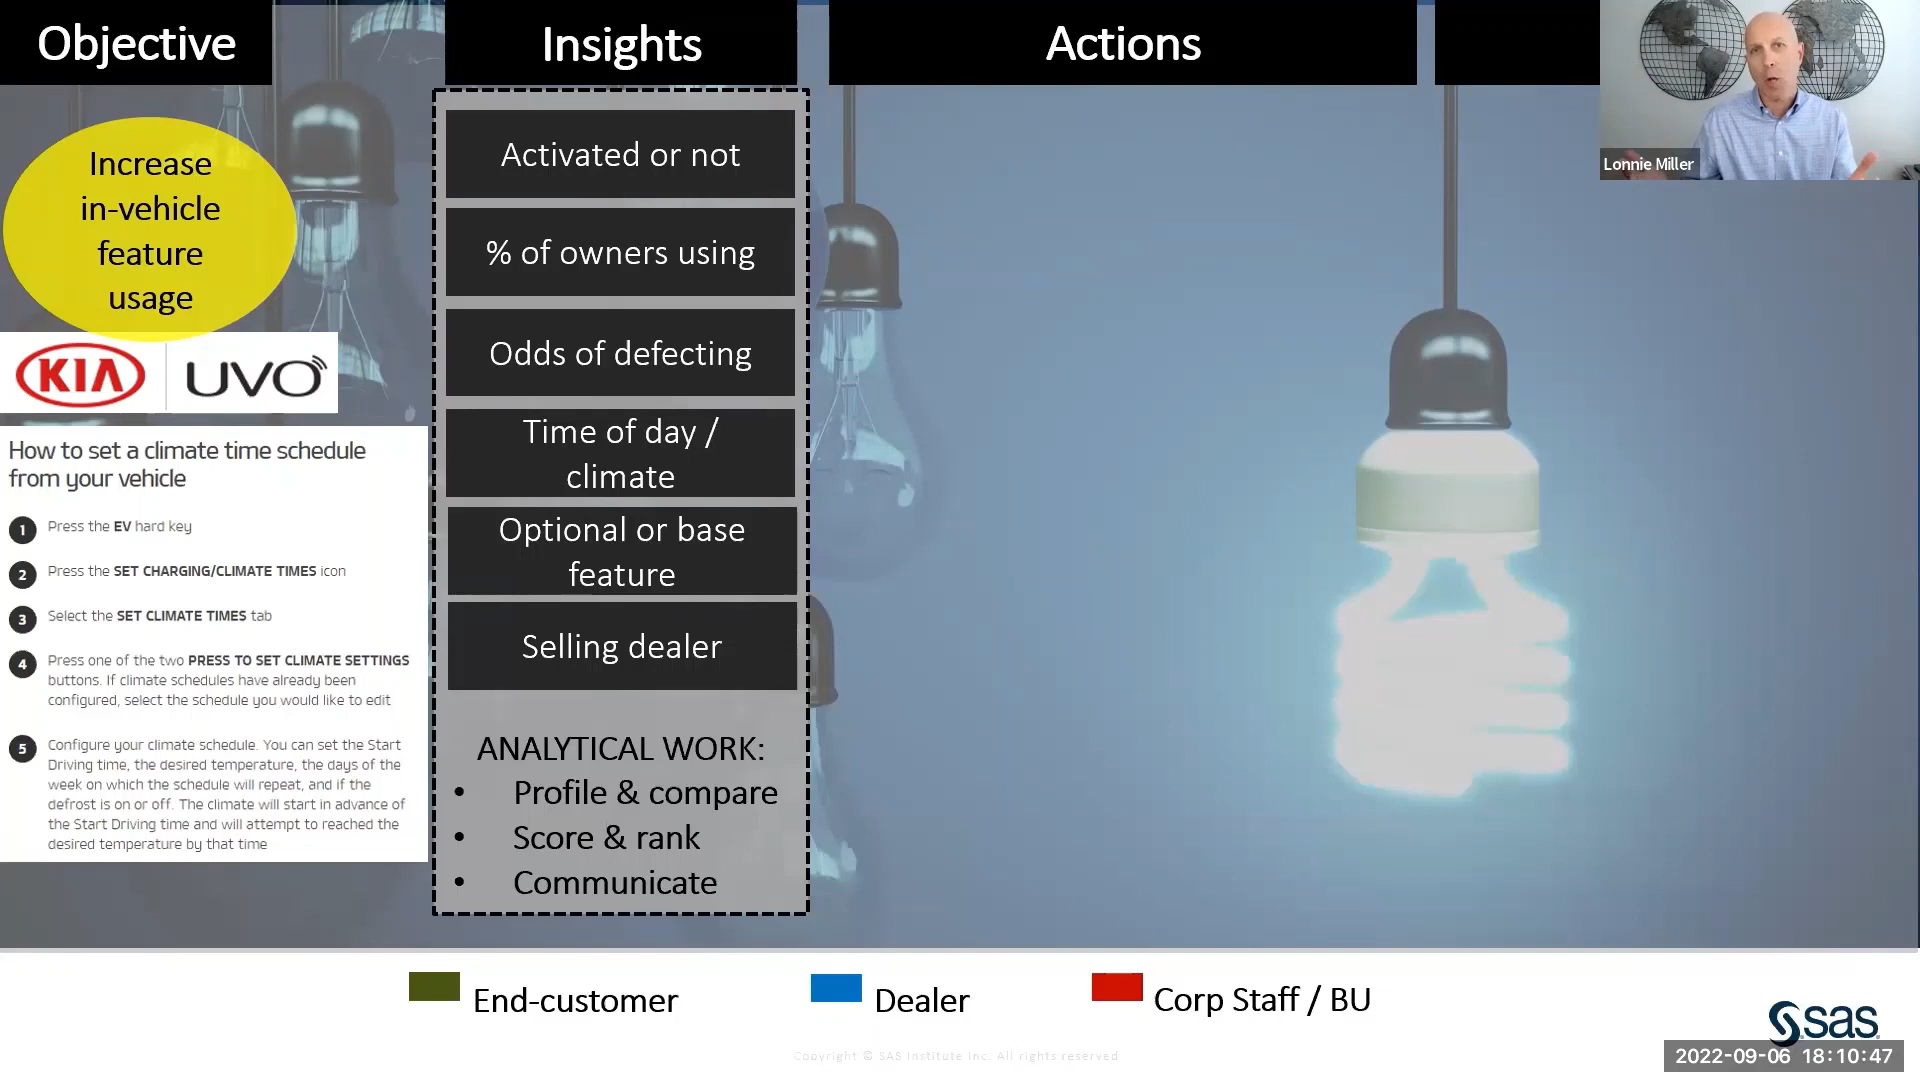 Objective
Insights
Actions
Lonnie Miller
Increase
in-vehicle
feature
usage
KIA UVO
How to set a climate time schedule
from your vehicle
1 Press the EV hard key
2 Press the SET CHARGING/CLIMATE TIMES icon
3 Select the SET CLIMATE TIMES tab
4 Press one of the two PRESS TO SET CLIMATE SETTINGS
buttons. If climate schedules have already been
configured, select the schedule you would like to edit
5 Configure your climate schedule. You can set the Start
Driving time, the desired temperature, the days of the
week on which the schedule will repeat, and if the
defrost is on or off. The climate will start in advance of
the Start Driving time and will attempt to reached the
desired temperature by that time
Activated or not
% of owners using
Odds of defecting
Time of day /
climate
Optional or base
feature
Selling dealer
ANALYTICAL WORK:
• Profile & compare
• Score & rank
• Communicate
End-customer
Dealer
Corp Staff / BU
sas
Copyright © SAS Institute Inc. All rights reserved
2022-09-06 18:10:47